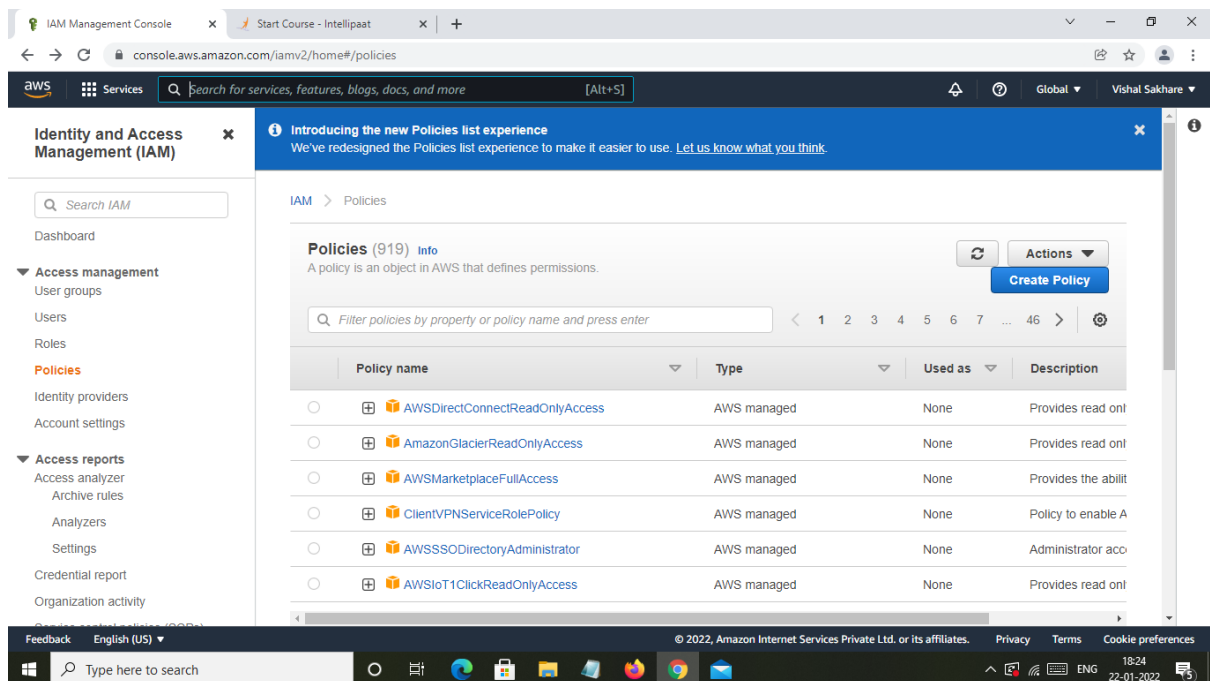 IAM Management Console
Start Course - Intellipaat
console.aws.amazon.com/iamv2/home#/policies
aws
Services
Search for services, features, blogs, docs, and more
[Alt+S]
Global
Vishal Sakhare
Identity and Access
Management (IAM)
Search IAM
Dashboard
Access management
User groups
Users
Roles
Policies
Identity providers
Account settings
Access reports
Access analyzer
Archive rules
Analyzers
Settings
Credential report
Organization activity
Service control policies (SCPs)
Introducing the new Policies list experience
We've redesigned the Policies list experience to make it easier to use. Let us know what you think.
IAM > Policies
Policies (919) Info
A policy is an object in AWS that defines permissions.
Actions
Create Policy
Filter policies by property or policy name and press enter
1 2 3 4 5 6 7 ... 46
Policy name Type Used as Description
AWSDirectConnectReadOnlyAccess AWS managed None Provides read onl
AmazonGlacierReadOnlyAccess AWS managed None Provides read onl
AWSMarketplaceFullAccess AWS managed None Provides the abilit
ClientVPNServiceRolePolicy AWS managed None Policy to enable A
AWSSSODirectoryAdministrator AWS managed None Administrator acc
AWSIoT1ClickReadOnlyAccess AWS managed None Provides read onl
Feedback English (US) © 2022, Amazon Internet Services Private Ltd. or its affiliates. Privacy Terms Cookie preferences
Type here to search
ENG
18:24
22-01-2022
5